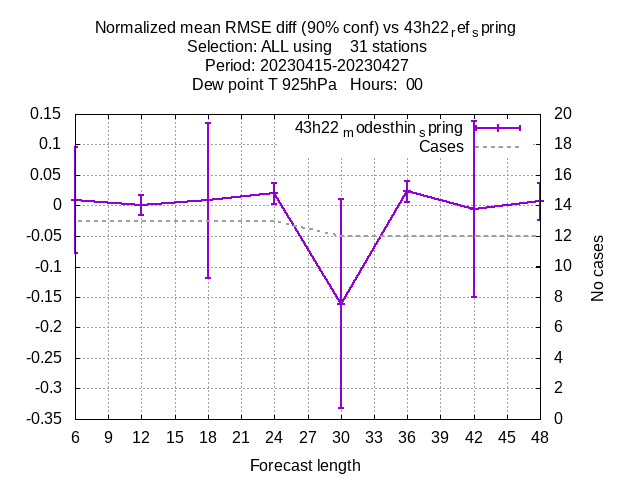 Normalized mean RMSE diff (90% conf) vs 43h22ref spring
Selection: ALL using 31 stations
Period: 20230415-20230427
Dew point T 925hPa Hours: 00
43h22modesthinspring
Cases
0.15
0.1
0.05
0
-0.05
-0.1
-0.15
-0.2
-0.25
-0.3
-0.35
20
18
16
14
12
10
8
6
4
2
0
No cases
6 9 12 15 18 21 24 27 30 33 36 39 42 45 48
Forecast length